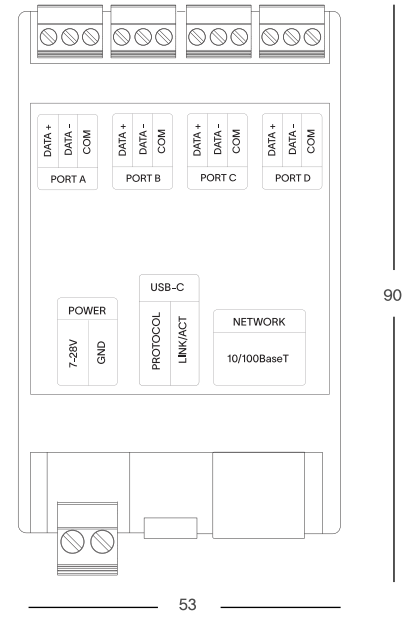 DATA +
DATA -
COM
PORT A
DATA +
DATA -
COM
PORT B
DATA +
DATA -
COM
PORT C
DATA +
DATA -
COM
PORT D
90
USB-C
PROTOCOL
LINK/ACT
POWER
7-28V
GND
NETWORK
10/100BaseT
53